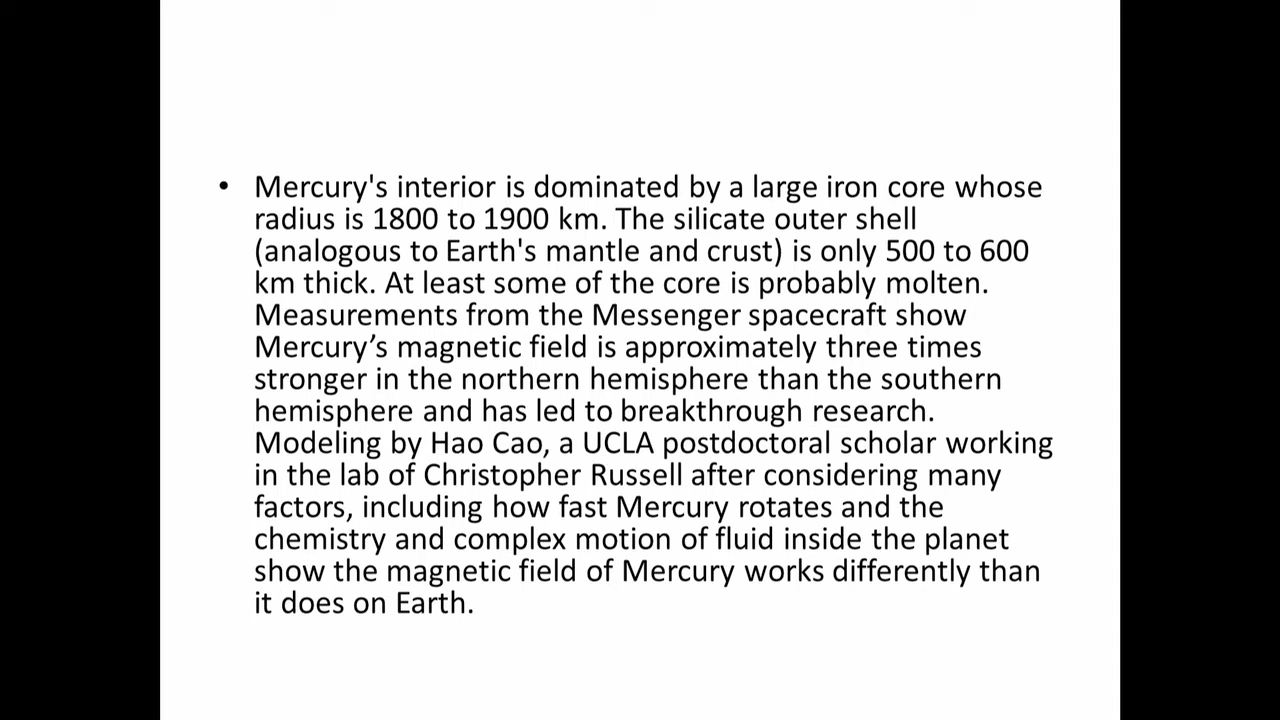 • Mercury's interior is dominated by a large iron core whose
radius is 1800 to 1900 km. The silicate outer shell
(analogous to Earth's mantle and crust) is only 500 to 600
km thick. At least some of the core is probably molten.
Measurements from the Messenger spacecraft show
Mercury’s magnetic field is approximately three times
stronger in the northern hemisphere than the southern
hemisphere and has led to breakthrough research.
Modeling by Hao Cao, a UCLA postdoctoral scholar working
in the lab of Christopher Russell after considering many
factors, including how fast Mercury rotates and the
chemistry and complex motion of fluid inside the planet
show the magnetic field of Mercury works differently than
it does on Earth.